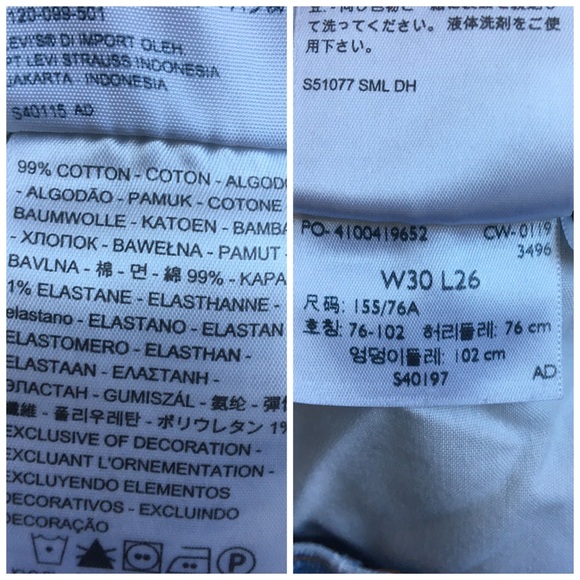 120-099-501
LEVI'S® DI IMPORT OLEH
PT LEVI STRAUSS INDONESIA
JAKARTA INDONESIA
S40115 AD
99% COTTON - COTON - ALGOD
- ALGODÃO - PAMUK - COTONE
BAUMWOLLE - KATOEN - BAMBA
- ХЛОПОК - BAWEŁNA - PAMUT -
BAVLNA - 棉 - 면 - 綿 99% - KAPA
1% ELASTANE - ELASTHANNE -
elastano - ELASTANO - ELASTAN
ELASTOMERO - ELASTHAN -
ELASTAAN - ΕΛΑΣΤΑΝΗ -
ЭЛАСТАН - GUMISZÁL - 氨纶 - 彈
纖維 - 폴리우레탄 - ポリウレタン 1%
EXCLUSIVE OF DECORATION -
EXCLUANT L'ORNEMENTATION -
EXCLUYENDO ELEMENTOS
DECORATIVOS - EXCLUINDO
DECORAÇÃO
P
て洗ってください。液体洗剤をご使
用下さい。
S51077 SML DH
PO-4100419652 CW-0119
3496
W30 L26
尺码: 155/76A
호칭: 76-102 허리둘레: 76 cm
엉덩이둘레: 102 cm
S40197 AD